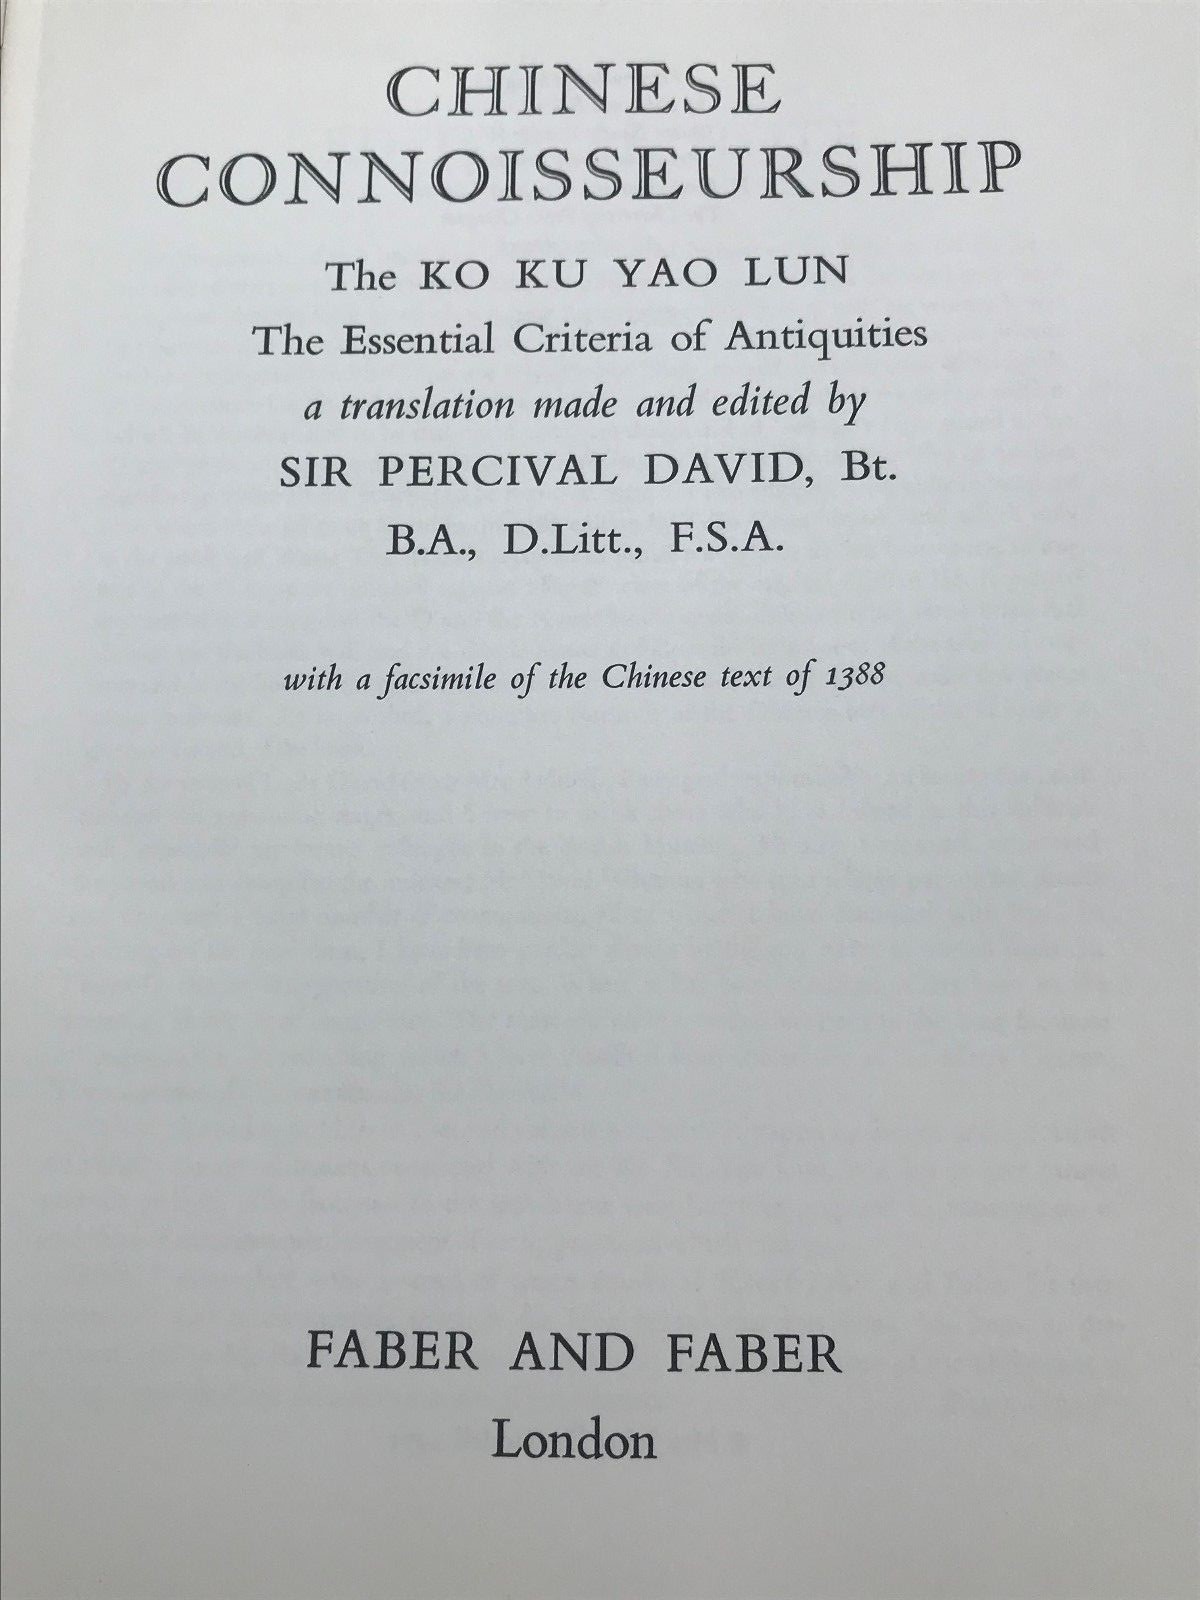 CHINESE
CONNOISSEURSHIP
The KO KU YAO LUN
The Essential Criteria of Antiquities
a translation made and edited by
SIR PERCIVAL DAVID, Bt.
B.A., D.Litt., F.S.A.
with a facsimile of the Chinese text of 1388
FABER AND FABER
London